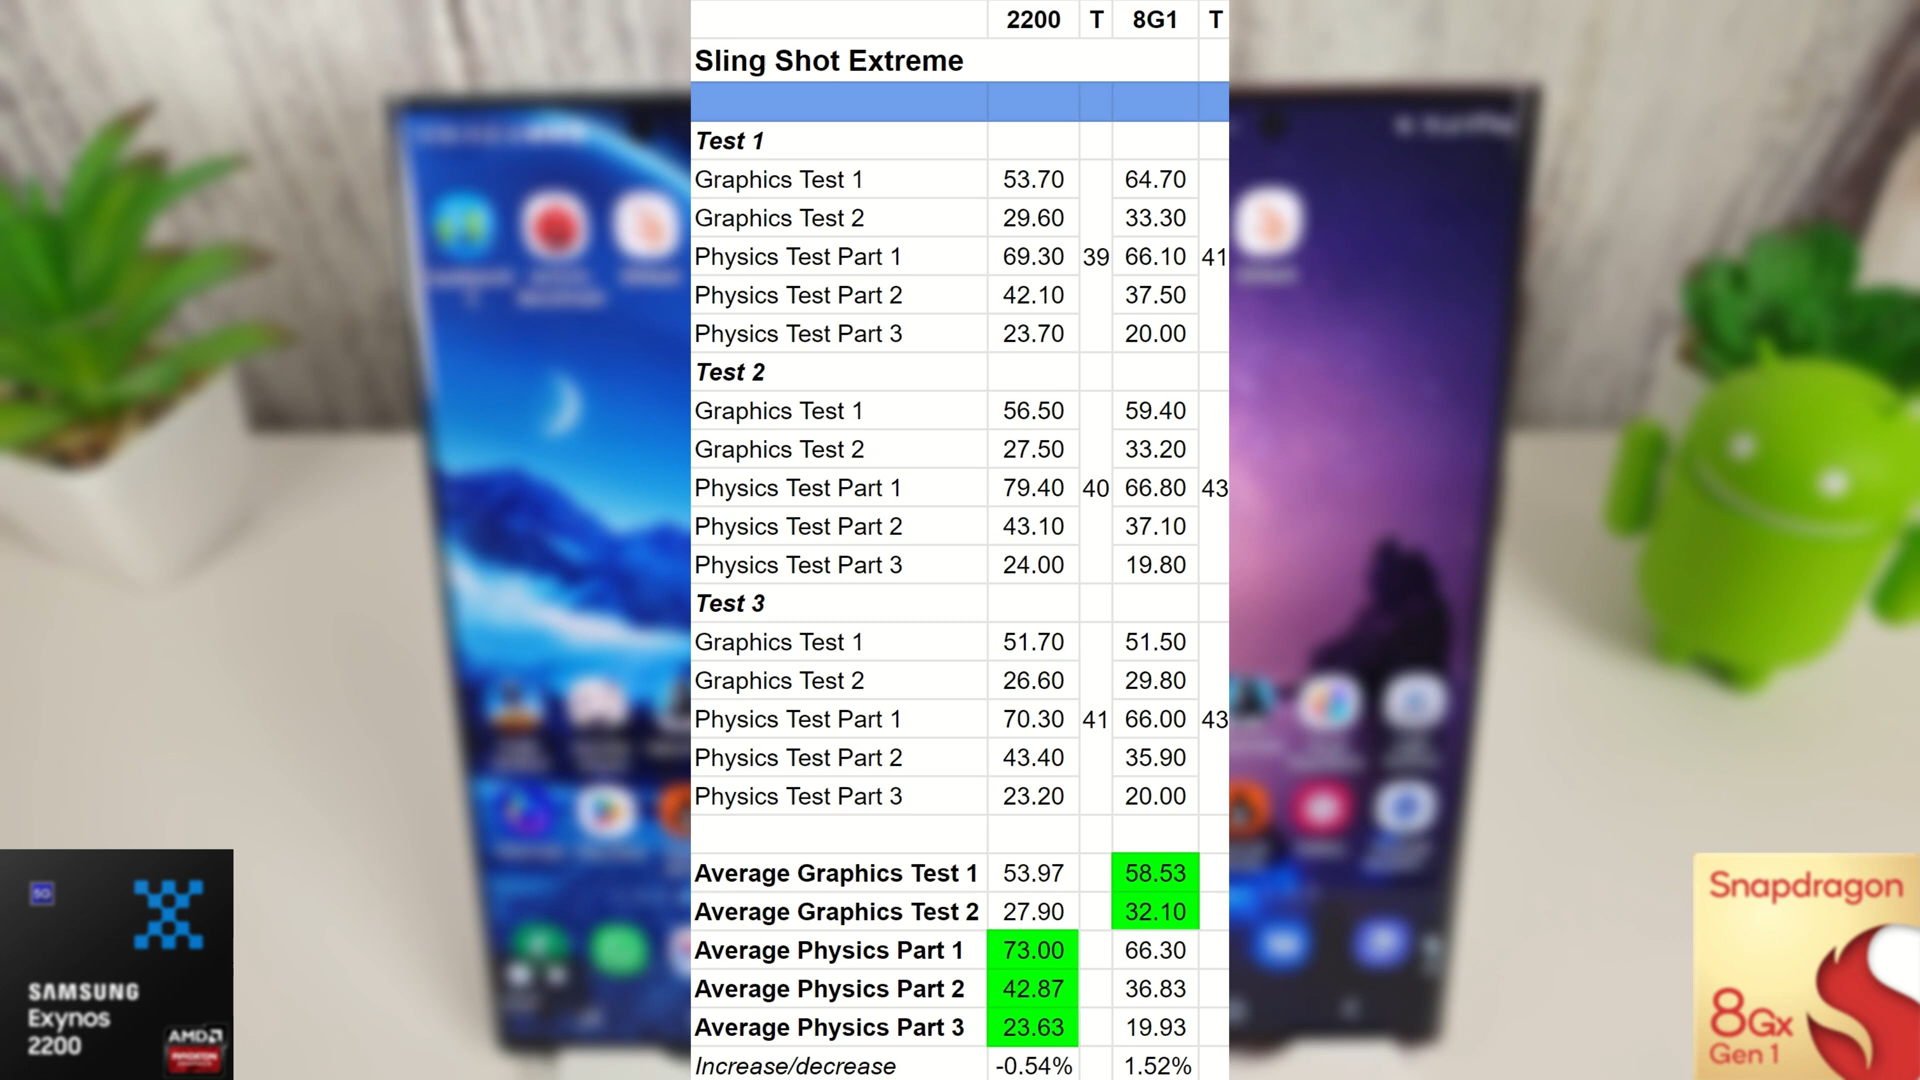 2200 T 8G1 T
Sling Shot Extreme
Test 1
Graphics Test 1 53.70 64.70
Graphics Test 2 29.60 33.30
Physics Test Part 1 69.30 39 66.10 41
Physics Test Part 2 42.10 37.50
Physics Test Part 3 23.70 20.00
Test 2
Graphics Test 1 56.50 59.40
Graphics Test 2 27.50 33.20
Physics Test Part 1 79.40 40 66.80 43
Physics Test Part 2 43.10 37.10
Physics Test Part 3 24.00 19.80
Test 3
Graphics Test 1 51.70 51.50
Graphics Test 2 26.60 29.80
Physics Test Part 1 70.30 41 66.00 43
Physics Test Part 2 43.40 35.90
Physics Test Part 3 23.20 20.00
Average Graphics Test 1 53.97 58.53
Average Graphics Test 2 27.90 32.10
Average Physics Part 1 73.00 66.30
Average Physics Part 2 42.87 36.83
Average Physics Part 3 23.63 19.93
Increase/decrease -0.54% 1.52%
5G
SAMSUNG
Exynos
2200
AMD
RADEON
Snapdragon
8Gx
Gen 1